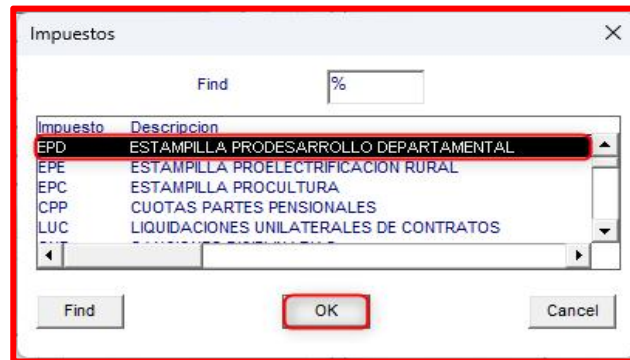 Impuestos
Find %
Impuesto Descripcion
EPD ESTAMPILLA PRODESARROLLO DEPARTAMENTAL
EPE ESTAMPILLA PROELECTRIFICACION RURAL
EPC ESTAMPILLA PROCULTURA
CPP CUOTAS PARTES PENSIONALES
LUC LIQUIDACIONES UNILATERALES DE CONTRATOS
Find OK Cancel